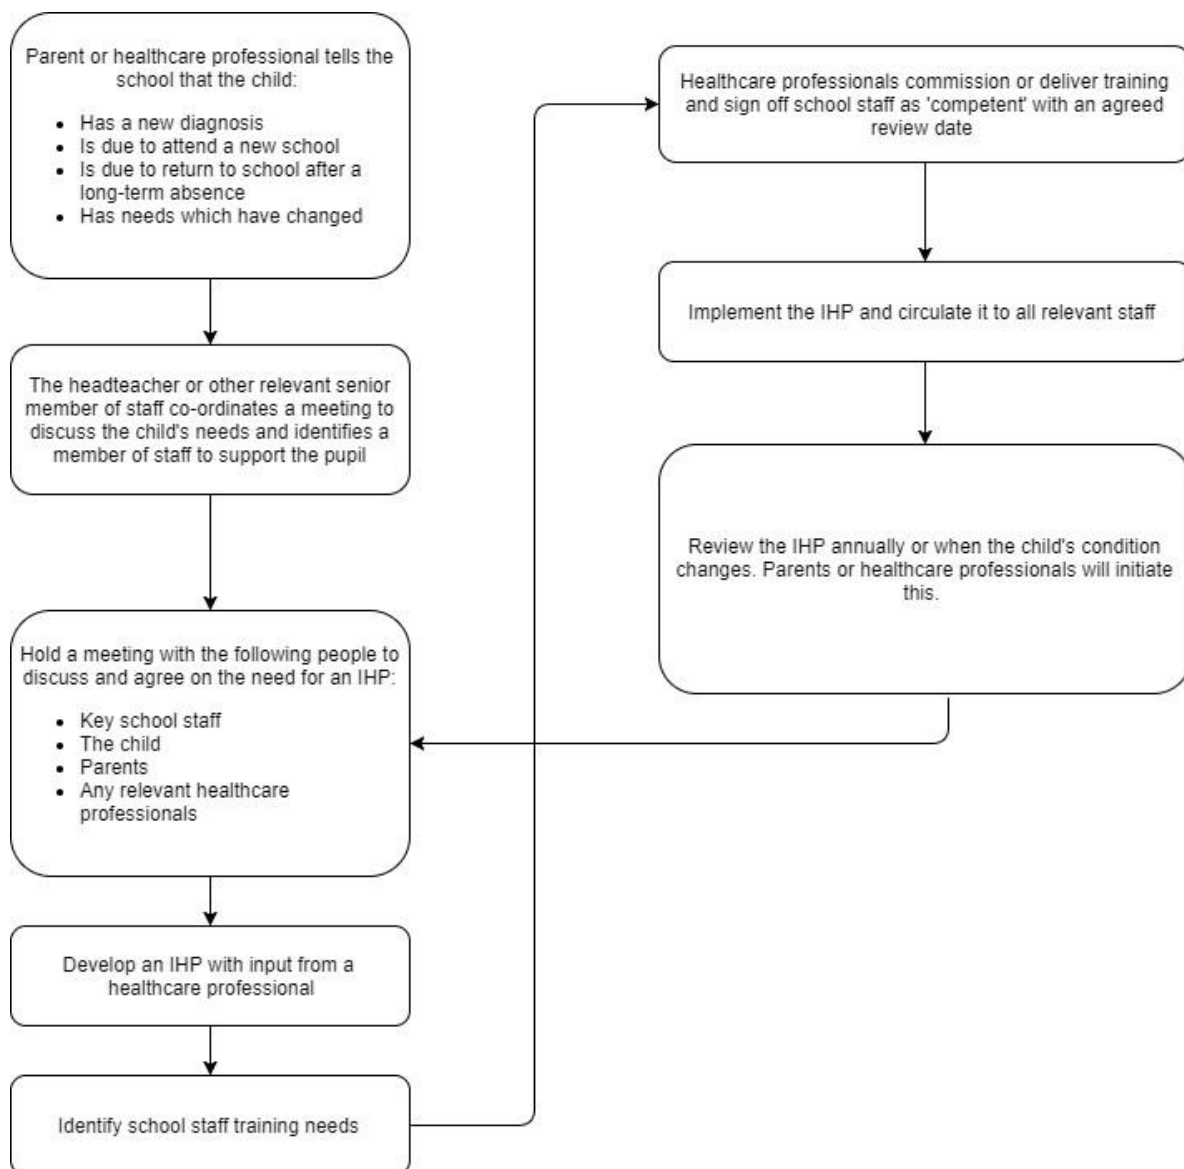 Parent or healthcare professional tells the
school that the child:
• Has a new diagnosis
• Is due to attend a new school
• Is due to return to school after a
long-term absence
• Has needs which have changed
The headteacher or other relevant senior
member of staff co-ordinates a meeting to
discuss the child's needs and identifies a
member of staff to support the pupil
Hold a meeting with the following people to
discuss and agree on the need for an IHP:
• Key school staff
• The child
• Parents
• Any relevant healthcare
professionals
Develop an IHP with input from a
healthcare professional
Identify school staff training needs
Healthcare professionals commission or deliver training
and sign off school staff as 'competent' with an agreed
review date
Implement the IHP and circulate it to all relevant staff
Review the IHP annually or when the child's condition
changes. Parents or healthcare professionals will initiate
this.